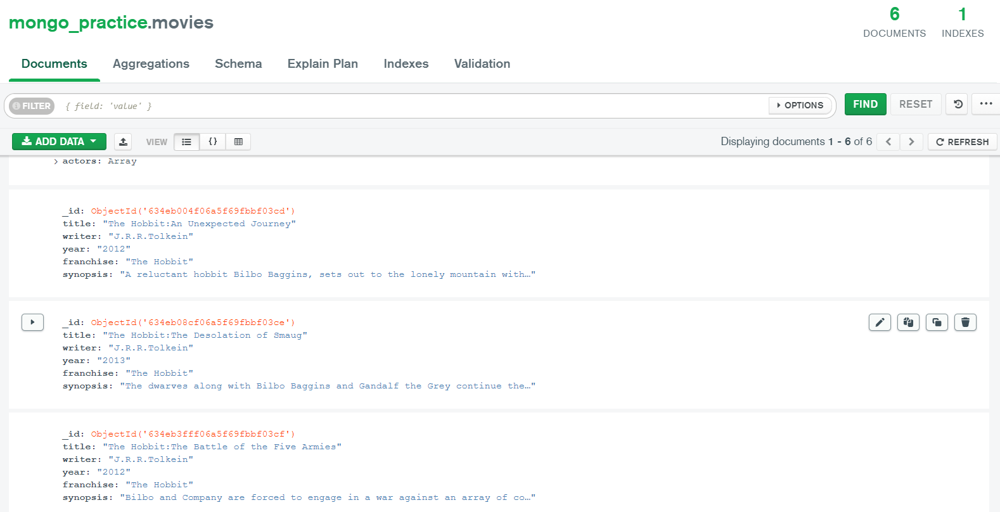 mongo_practice.movies
6
DOCUMENTS
1
INDEXES
Documents
Aggregations
Schema
Explain Plan
Indexes
Validation
FILTER
{ field: 'value' }
OPTIONS
FIND
RESET
ADD DATA
VIEW
{}
Displaying documents 1 - 6 of 6
REFRESH
actors: Array
_id: ObjectId('634eb004f06a5f69fbbf03cd')
title: "The Hobbit:An Unexpected Journey"
writer: "J.R.R.Tolkein"
year: "2012"
franchise: "The Hobbit"
synopsis: "A reluctant hobbit Bilbo Baggins, sets out to the lonely mountain with…"
_id: ObjectId('634eb08cf06a5f69fbbf03ce')
title: "The Hobbit:The Desolation of Smaug"
writer: "J.R.R.Tolkein"
year: "2013"
franchise: "The Hobbit"
synopsis: "The dwarves along with Bilbo Baggins and Gandalf the Grey continue the…"
_id: ObjectId('634eb3fff06a5f69fbbf03cf')
title: "The Hobbit:The Battle of the Five Armies"
writer: "J.R.R.Tolkein"
year: "2012"
franchise: "The Hobbit"
synopsis: "Bilbo and Company are forced to engage in a war against an array of co…"